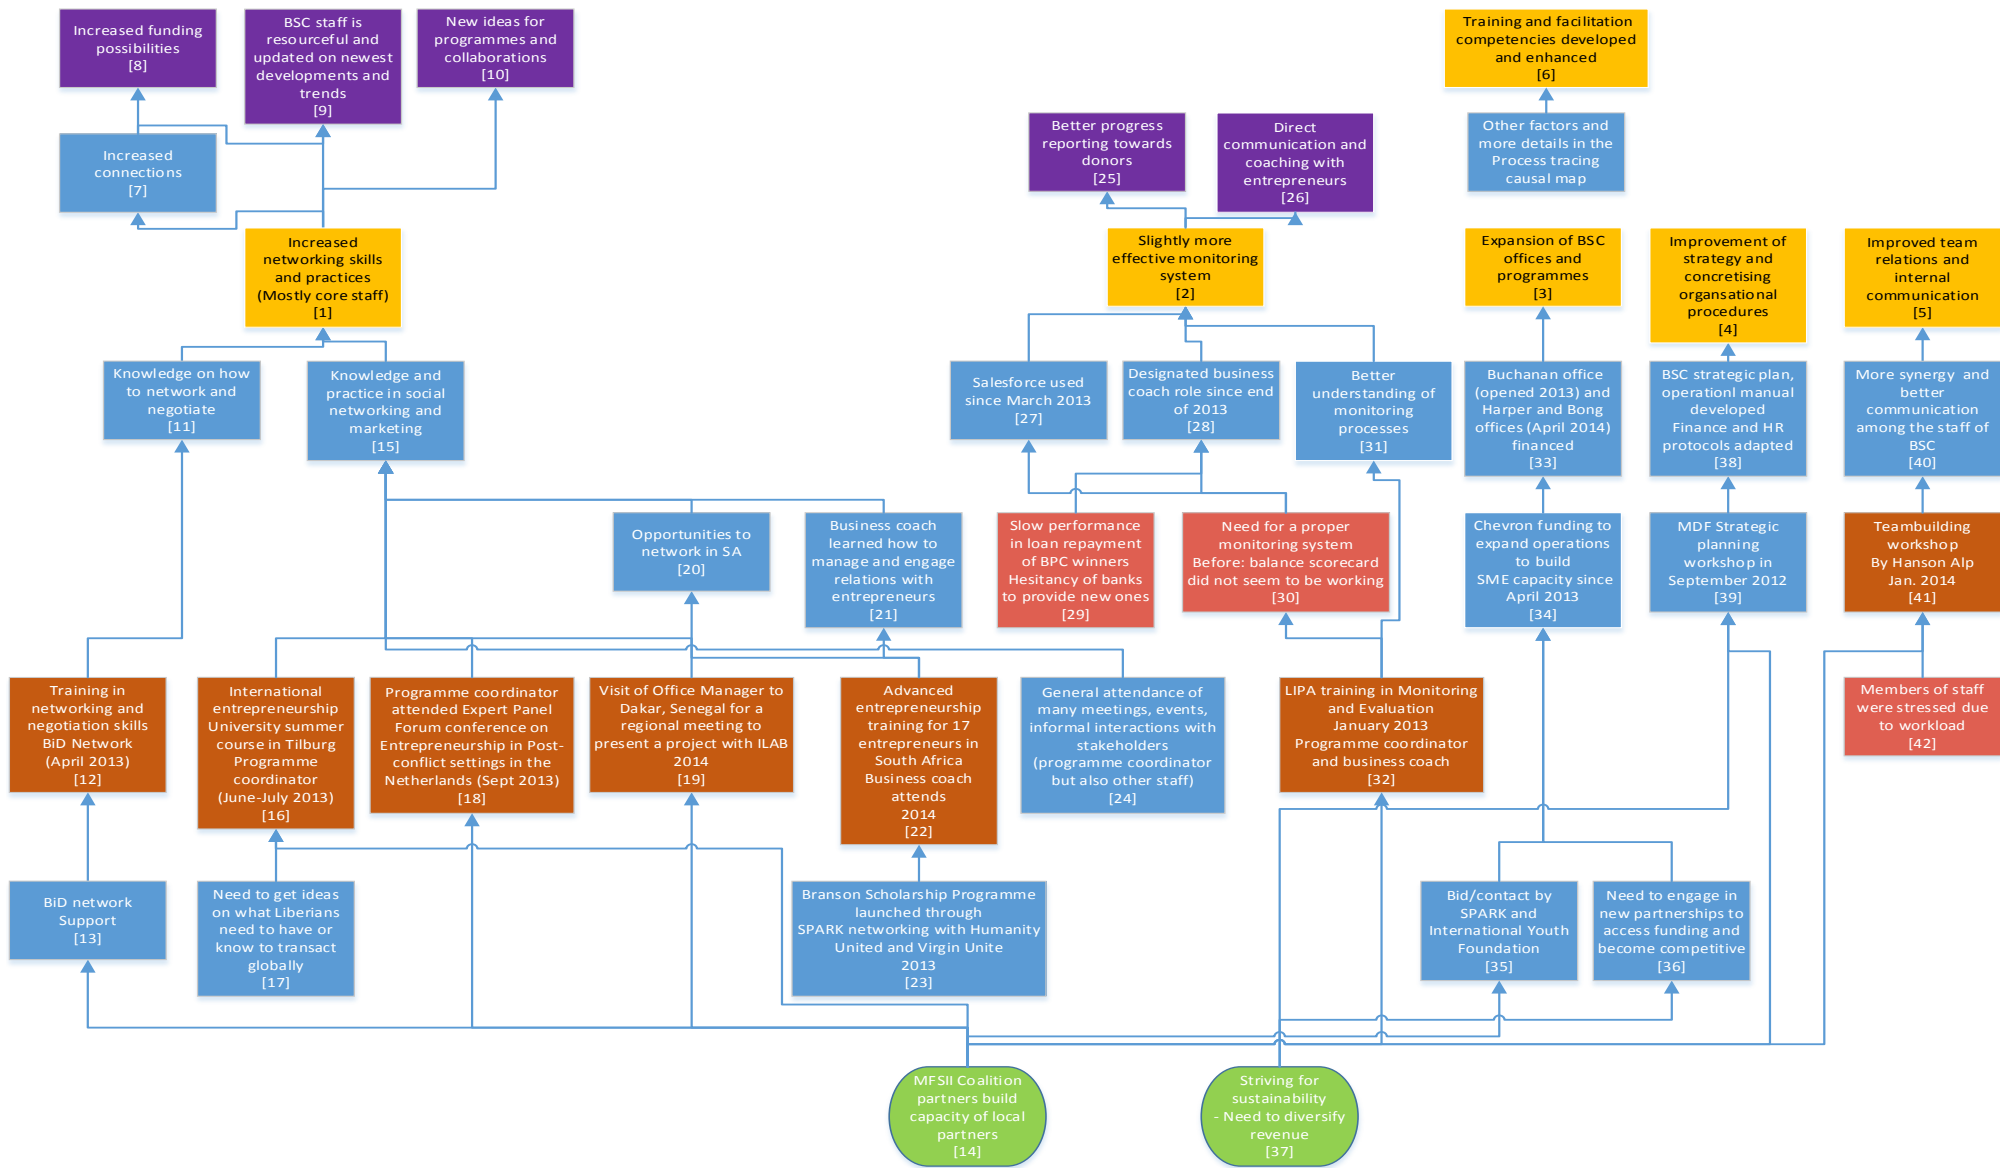 Increased funding
possibilities
[8]
BSC staff is
resourceful and
updated on newest
developments and
trends
[9]
New ideas for
programmes and
collaborations
[10]
Training and facilitation
competencies developed
and enhanced
[6]
Increased
connections
[7]
Better progress
reporting towards
donors
[25]
Direct
communication and
coaching with
entrepreneurs
[26]
Other factors and
more details in the
Process tracing
causal map
Increased
networking skills
and practices
(Mostly core staff)
[1]
Slightly more
effective monitoring
system
[2]
Expansion of BSC
offices and
programmes
[3]
Improvement of
strategy and
concretising
organsational
procedures
[4]
Improved team
relations and
internal
communication
[5]
Knowledge on how
to network and
negotiate
[11]
Knowledge and
practice in social
networking and
marketing
[15]
Salesforce used
since March 2013
[27]
Designated business
coach role since end
of 2013
[28]
Better
understanding of
monitoring
processes
[31]
Buchanan office
(opened 2013) and
Harper and Bong
offices (April 2014)
financed
[33]
BSC strategic plan,
operationl manual
developed
Finance and HR
protocols adapted
[38]
More synergy and
better
communication
among the staff of
BSC
[40]
Opportunities to
network in SA
[20]
Business coach
learned how to
manage and engage
relations with
entrepreneurs
[21]
Slow performance
in loan repayment
of BPC winners
Hesitancy of banks
to provide new ones
[29]
Need for a proper
monitoring system
Before: balance scorecard
did not seem to be working
[30]
Chevron funding to
expand operations
to build
SME capacity since
April 2013
[34]
MDF Strategic
planning
workshop in
September 2012
[39]
Teambuilding
workshop
By Hanson Alp
Jan. 2014
[41]
Training in
networking and
negotiation skills
BiD Network
(April 2013)
[12]
International
entrepreneurship
University summer
course in Tilburg
Programme
coordinator
(June-July 2013)
[16]
Programme coordinator
attended Expert Panel
Forum conference on
Entrepreneurship in Post-
conflict settings in the
Netherlands (Sept 2013)
[18]
Visit of Office Manager to
Dakar, Senegal for a
regional meeting to
present a project with ILAB
2014
[19]
Advanced
entrepreneurship
training for 17
entrepreneurs in
South Africa
Business coach
attends
2014
[22]
General attendance of
many meetings, events,
informal interactions with
stakeholders
(programme coordinator
but also other staff)
[24]
LIPA training in Monitoring
and Evaluation
January 2013
Programme coordinator
and business coach
[32]
Members of staff
were stressed due
to workload
[42]
BiD network
Support
[13]
Need to get ideas
on what Liberians
need to have or
know to transact
globally
[17]
Branson Scholarship Programme
launched through
SPARK networking with Humanity
United and Virgin Unite
2013
[23]
Bid/contact by
SPARK and
International Youth
Foundation
[35]
Need to engage in
new partnerships to
access funding and
become competitive
[36]
MFSII Coalition
partners build
capacity of local
partners
[14]
Striving for
sustainability
- Need to diversify
revenue
[37]